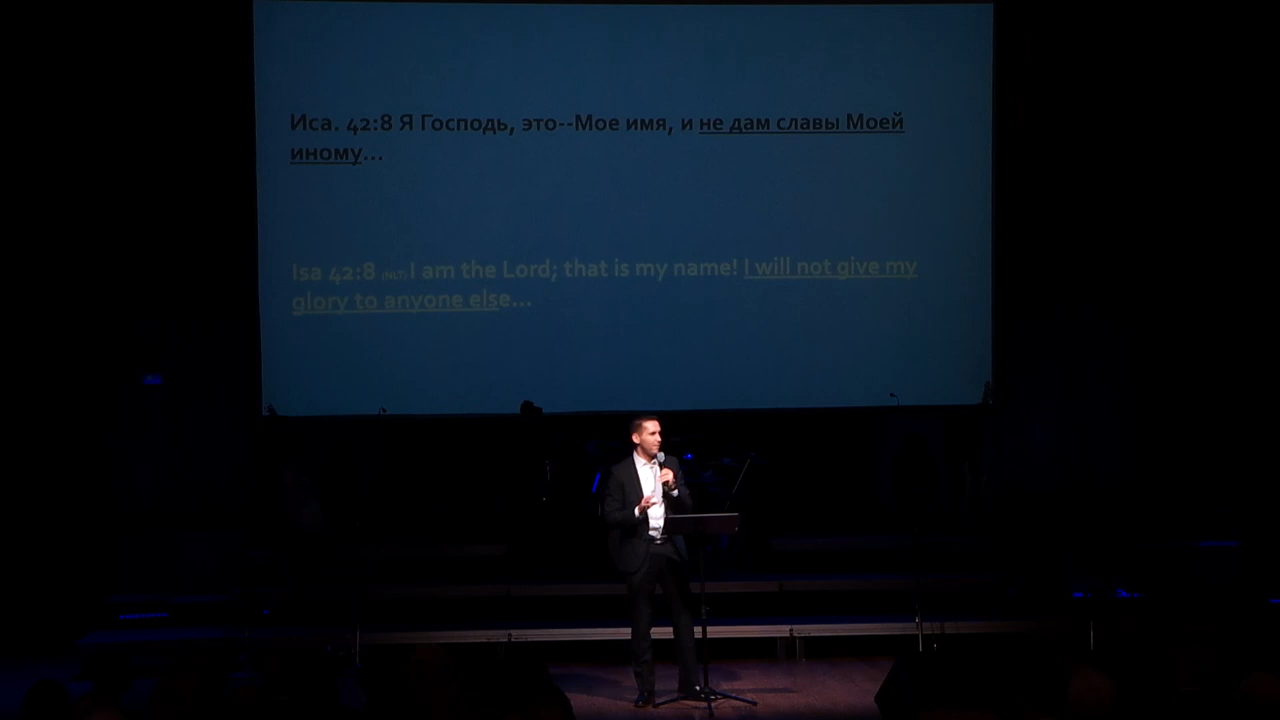 Иса. 42:8 Я Господь, это--Мое имя, и не дам славы Моей
иному...
Isa 42:8 (NLT) I am the Lord; that is my name! I will not give my
glory to anyone else...